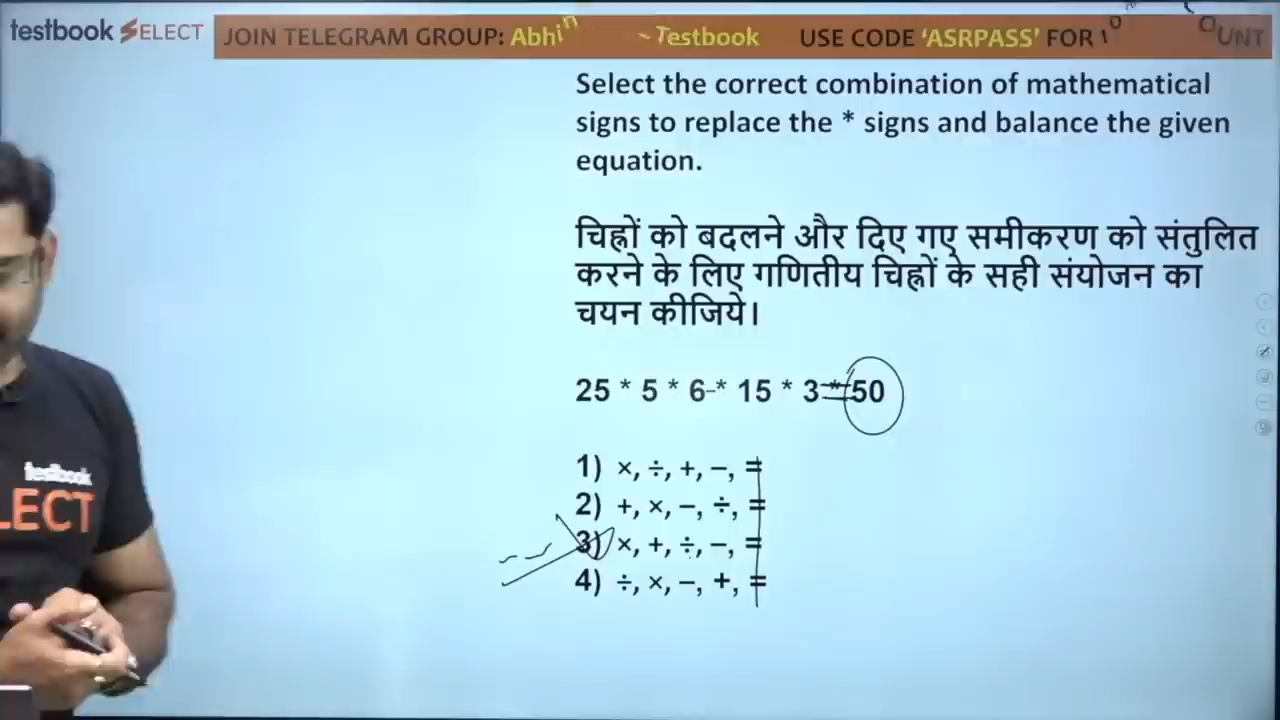 testbook SELECT
JOIN TELEGRAM GROUP: Abhin Testbook USE CODE 'ASRPASS' FOR
Select the correct combination of mathematical
signs to replace the * signs and balance the given
equation.
चिह्नों को बदलने और दिए गए समीकरण को संतुलित
करने के लिए गणितीय चिह्नों के सही संयोजन का
चयन कीजिये।
25 * 5 * 6 * 15 * 3 * 50
1) ×, ÷, +, −, =
2) +, ×, −, ÷, =
3) ×, +, ÷, −, =
4) ÷, ×, −, +, =
testbook
LECT